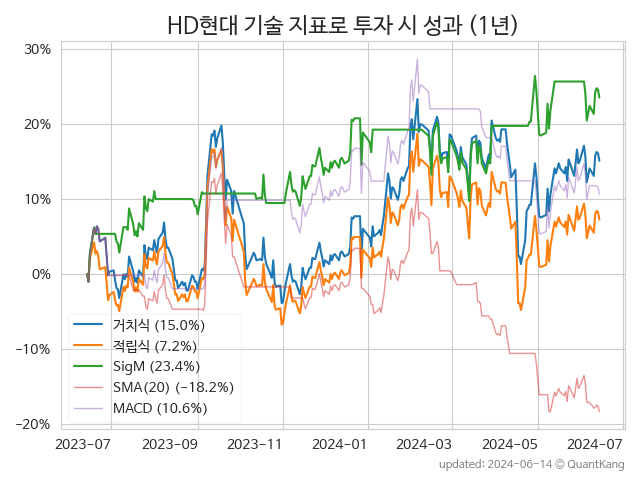 HD현대 기술 지표로 투자 시 성과 (1년)
30%
20%
10%
0%
−10%
−20%
거치식 (15.0%)
적립식 (7.2%)
SigM (23.4%)
SMA(20) (−18.2%)
MACD (10.6%)
2023−07 2023−09 2023−11 2024−01 2024−03 2024−05 2024−07
updated: 2024−06−14 © QuantKang